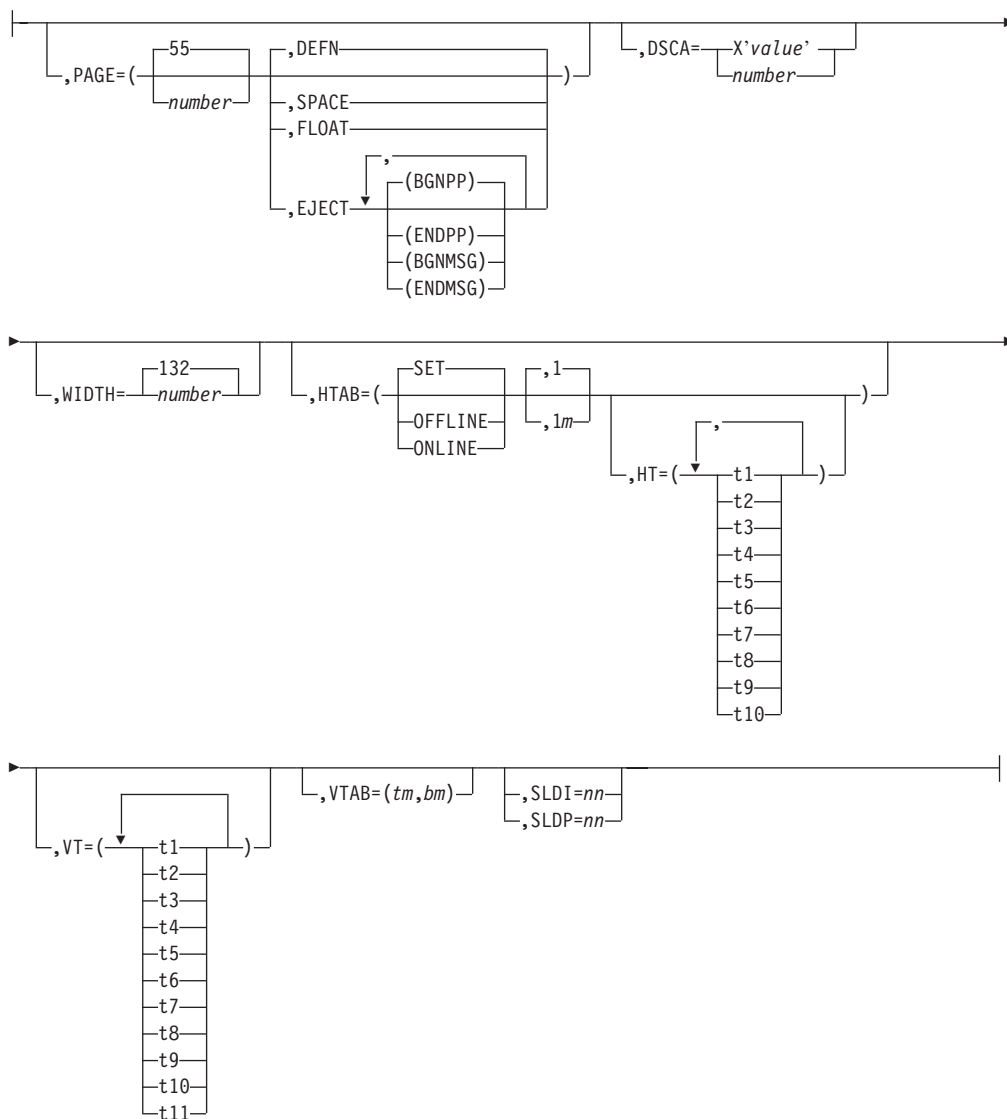 ,PAGE=( 55 number ,DEFN ,SPACE ,FLOAT ,EJECT , (BGNPP) (ENDPP) (BGNMSG) (ENDMSG) )
,DSCA= X’value’ number
,WIDTH= 132 number
,HTAB=( SET OFFLINE ONLINE ,1 ,1m ,HT=( , t1 t2 t3 t4 t5 t6 t7 t8 t9 t10 ) )
,VT=( t1 t2 t3 t4 t5 t6 t7 t8 t9 t10 t11 )
,VTAB=(tm,bm)
,SLDI=nn
,SLDP=nn